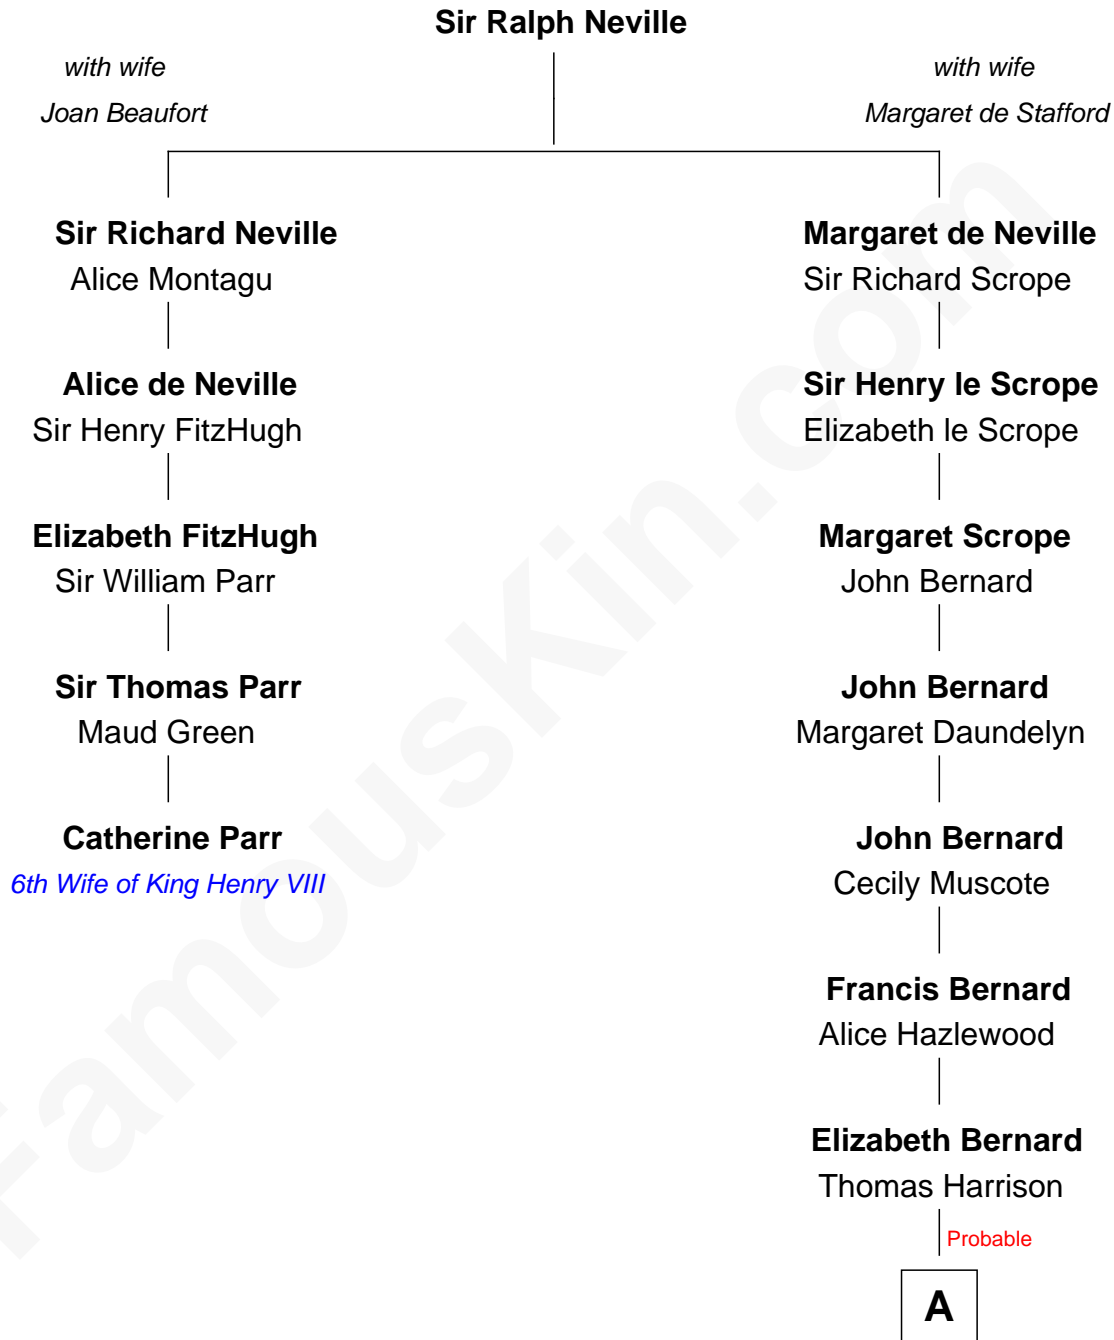 Sir Ralph Neville
with wife
Joan Beaufort
with wife
Margaret de Stafford
Sir Richard Neville
Alice Montagu
Margaret de Neville
Sir Richard Scrope
Alice de Neville
Sir Henry FitzHugh
Sir Henry le Scrope
Elizabeth le Scrope
Elizabeth FitzHugh
Sir William Parr
Margaret Scrope
John Bernard
Sir Thomas Parr
Maud Green
John Bernard
Margaret Daundelyn
Catherine Parr
6th Wife of King Henry VIII
John Bernard
Cecily Muscote
Francis Bernard
Alice Hazlewood
Elizabeth Bernard
Thomas Harrison
Probable
A
FamousKin.com